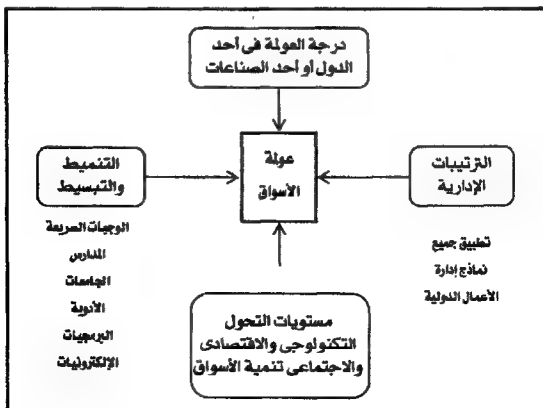 درجة العولمة فى أحد
الدول أو أحد الصناعات
عولمة
الأسواق
الترتيبات
الإدارية
تطبيق جميع
نماذج إدارة
الأعمال الدولية
التنميط
والتبسيط
الوجبات السريعة
المدارس
الجامعات
الأدوية
البرمجيات
الإلكترونيات
مستويات التحول
التكنولوجى والاقتصادى
والاجتماعى تنمية الأسواق